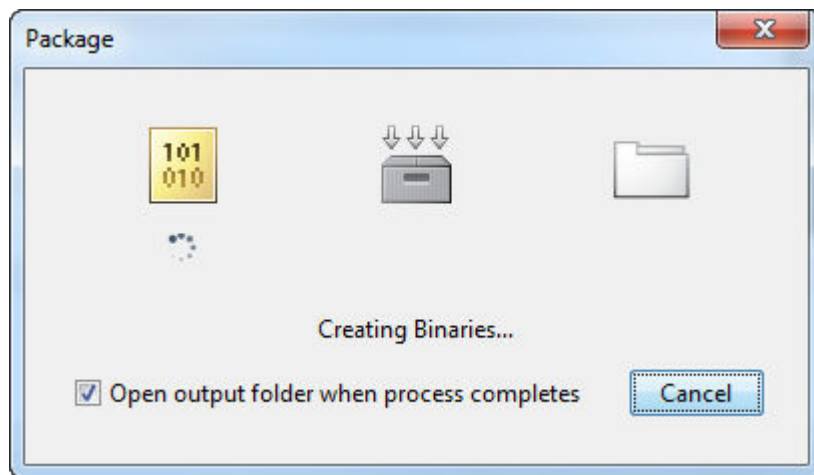 Package
101
010
Creating Binaries...
Open output folder when process completes
Cancel